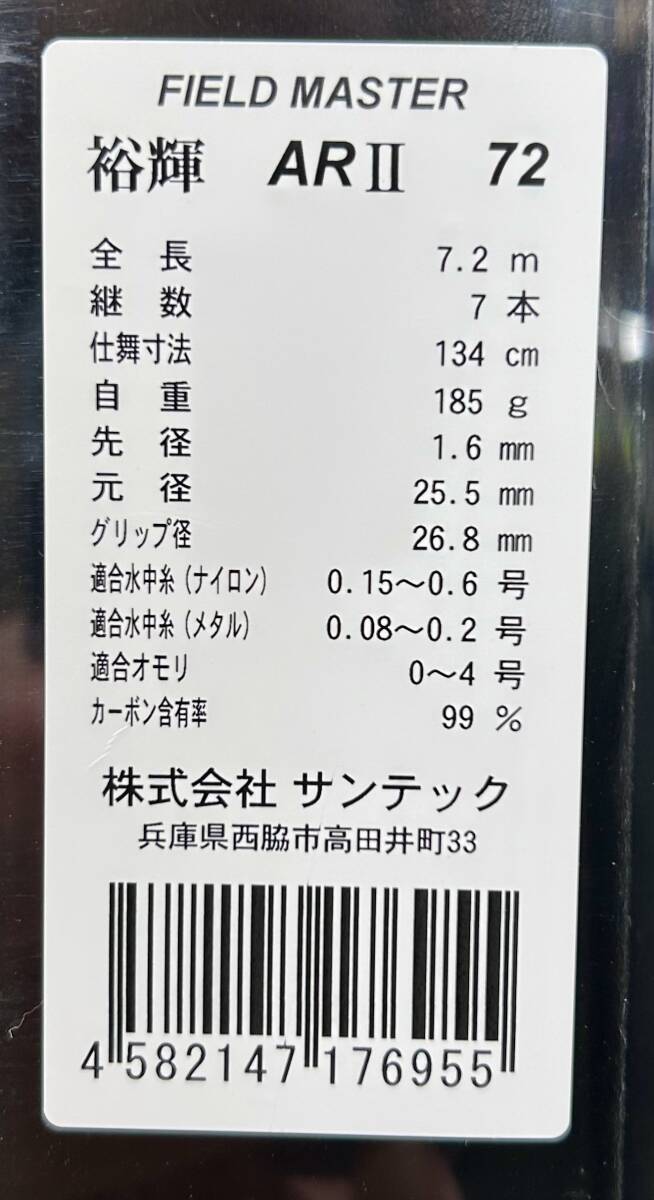 FIELD MASTER
裕輝 ARⅡ 72
全長 7.2 m
継数 7 本
仕舞寸法 134 cm
自重 185 g
先径 1.6 mm
元径 25.5 mm
グリップ径 26.8 mm
適合水中糸(ナイロン) 0.15〜0.6 号
適合水中糸(メタル) 0.08〜0.2 号
適合オモリ 0〜4 号
カーボン含有率 99 %
株式会社 サンテック
兵庫県西脇市高田井町33
4 582147 176955